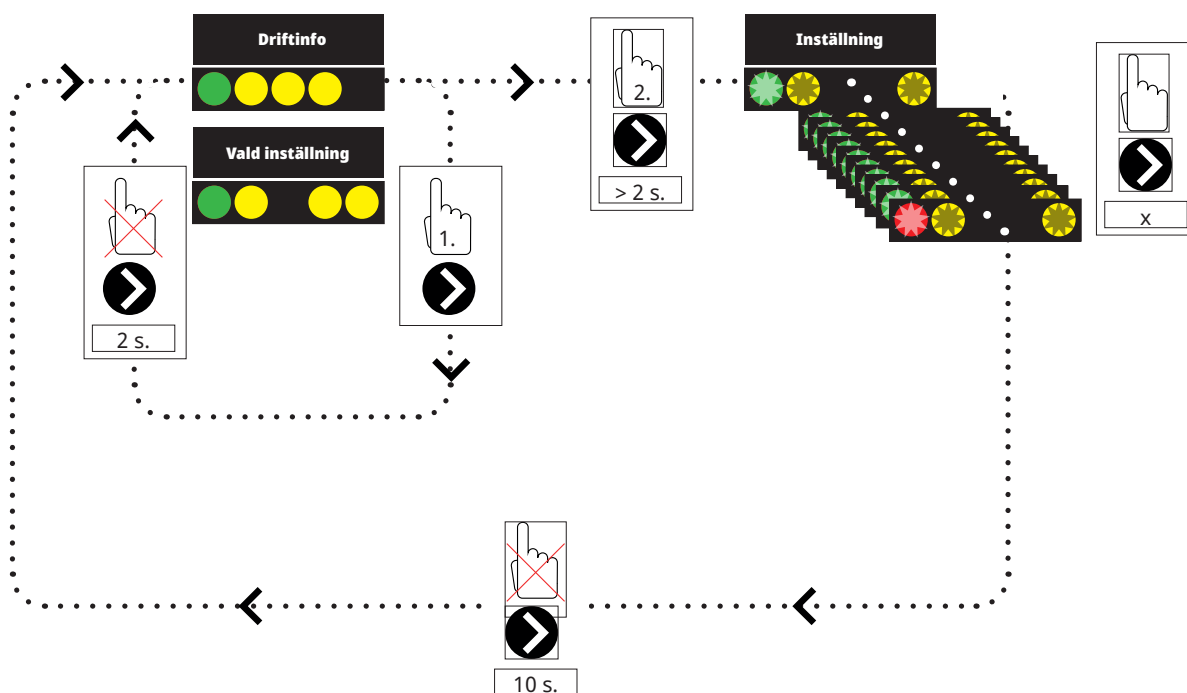 Driftinfo
Vald inställning
2 s.
1.
2.
> 2 s.
Inställning
x
10 s.